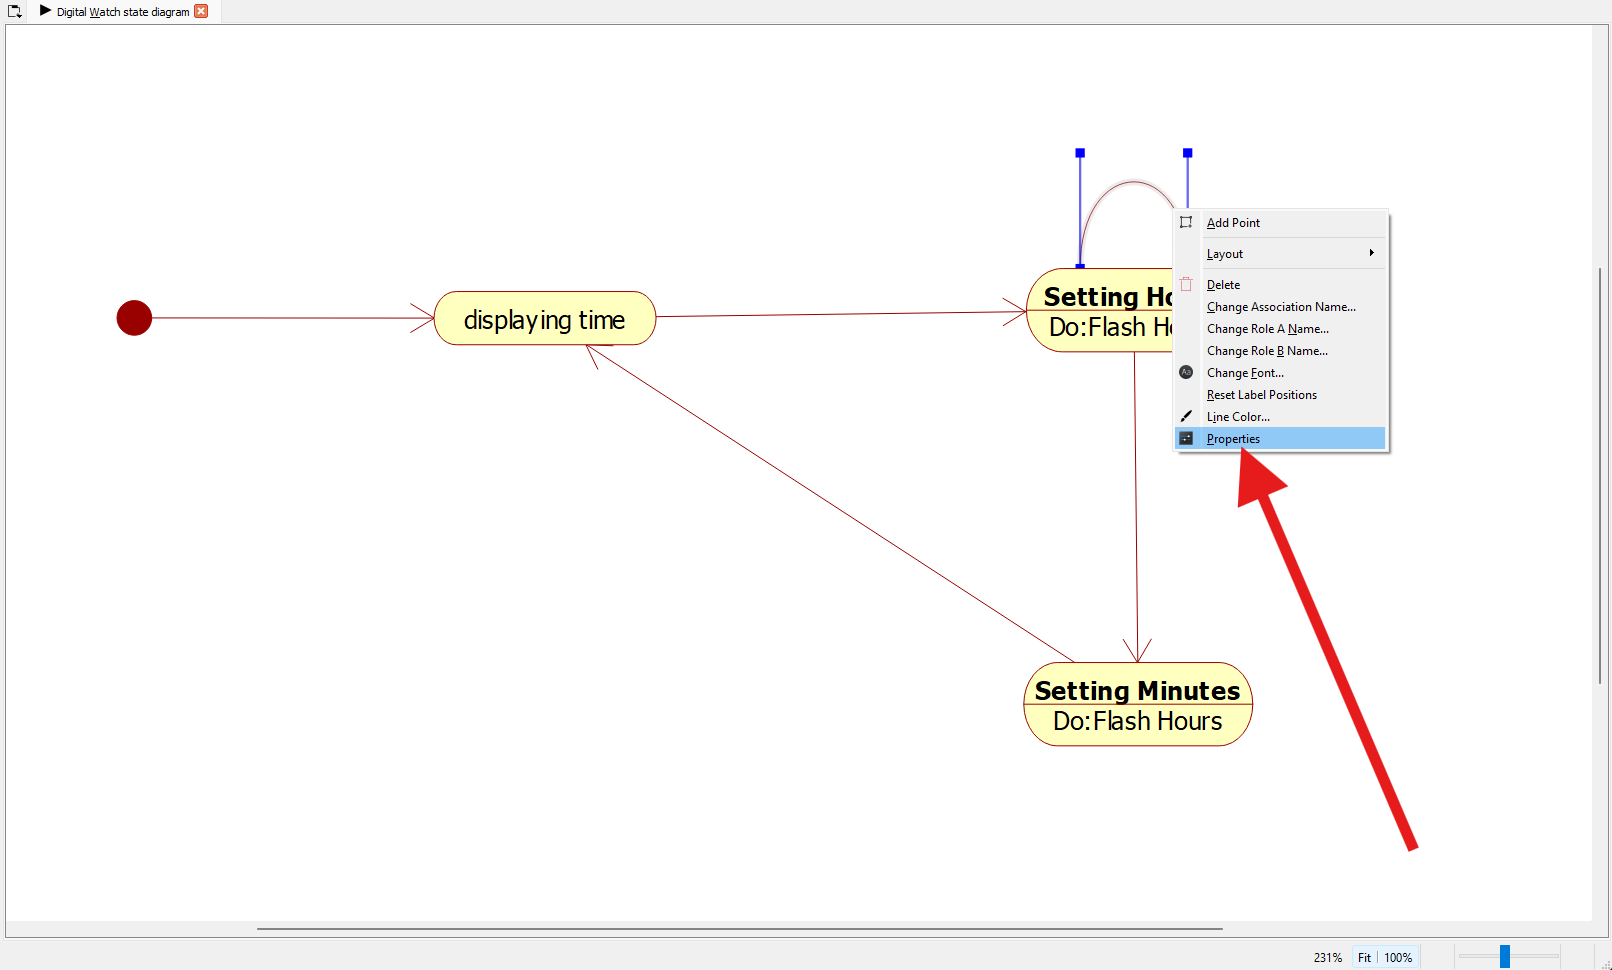 Digital Watch state diagram
displaying time
Setting Ho
Do:Flash H
Add Point
Layout
Delete
Change Association Name...
Change Role A Name...
Change Role B Name...
Change Font...
Reset Label Positions
Line Color...
Properties
Setting Minutes
Do:Flash Hours
231%
Fit
100%